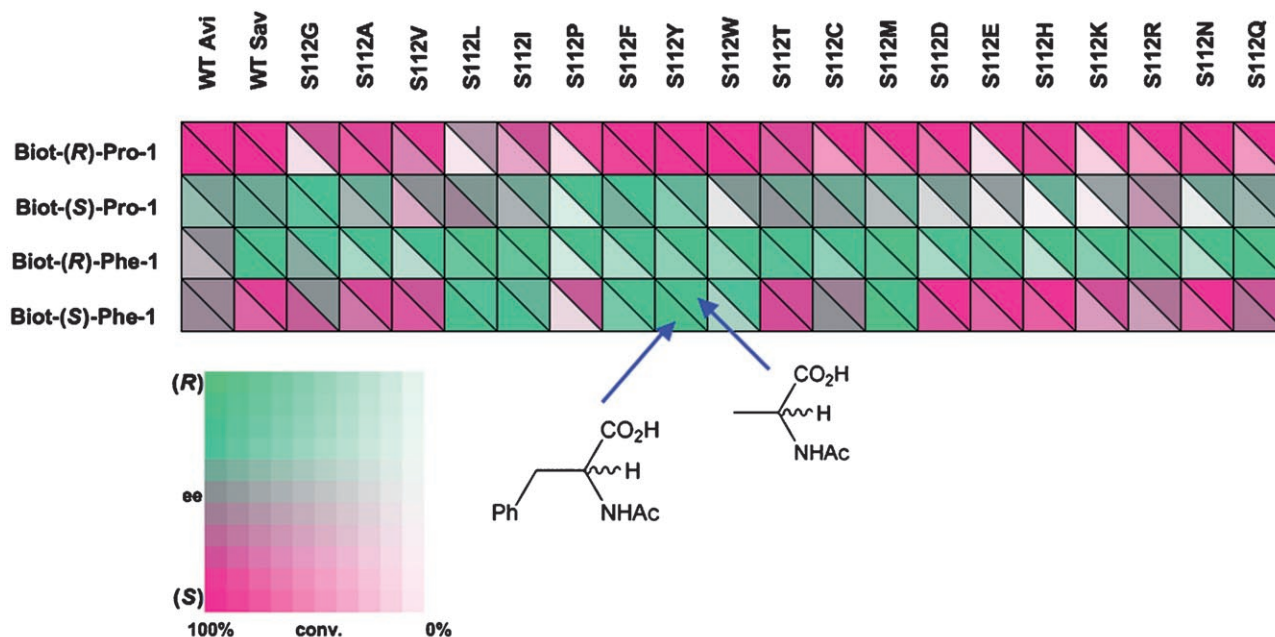 WT Avi
WT Sav
S112G
S112A
S112V
S112L
S112I
S112P
S112F
S112Y
S112W
S112T
S112C
S112M
S112D
S112E
S112H
S112K
S112R
S112N
S112Q
Biot-(R)-Pro-1
Biot-(S)-Pro-1
Biot-(R)-Phe-1
Biot-(S)-Phe-1
(R)
ee
(S)
100% conv. 0%
CO₂H
H
NHAc
Ph
CO₂H
H
NHAc